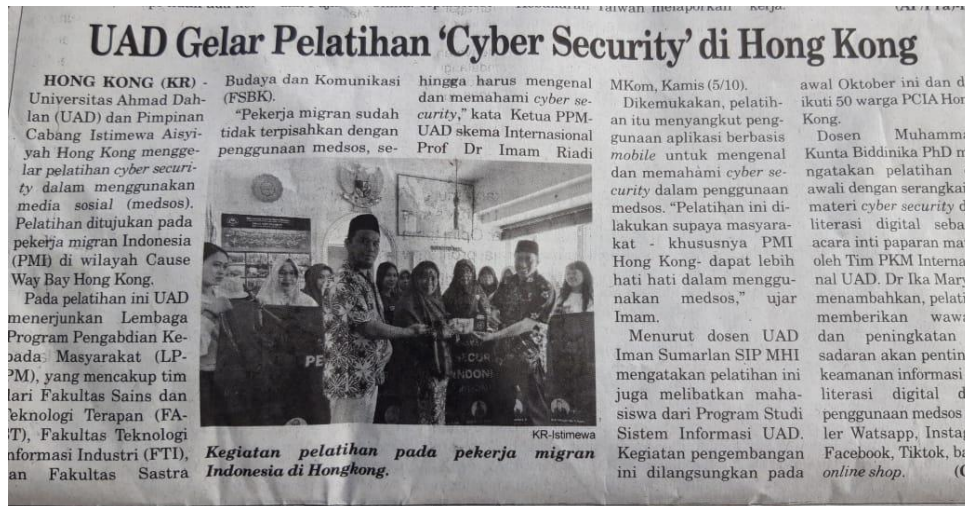 Taiwan melaporkan kerja.
UAD Gelar Pelatihan 'Cyber Security' di Hong Kong
HONG KONG (KR) -
Universitas Ahmad Dah-
lan (UAD) dan Pimpinan
Cabang Istimewa Aisyi-
yah Hong Kong mengge-
lar pelatihan cyber securi-
ty dalam menggunakan
media sosial (medsos).
Pelatihan ditujukan pada
pekerja migran Indonesia
(PMI) di wilayah Cause
Way Bay Hong Kong.
Pada pelatihan ini UAD
menerjunkan Lembaga
Program Pengabdian Ke-
pada Masyarakat (LP-
PM), yang mencakup tim
dari Fakultas Sains dan
Teknologi Terapan (FA-
ST), Fakultas Teknologi
Informasi Industri (FTI),
an Fakultas Sastra
Budaya dan Komunikasi
(FSBK).
"Pekerja migran sudah
tidak terpisahkan dengan
penggunaan medsos, se-
hingga harus mengenal
dan memahami cyber se-
curity," kata Ketua PPM-
UAD skema Internasional
Prof Dr Imam Riadi
PE
CUR
INDONE
KR-Istimewa
Kegiatan pelatihan pada pekerja migran
Indonesia di Hongkong.
MKom, Kamis (5/10).
Dikemukakan, pelatih-
an itu menyangkut peng-
gunaan aplikasi berbasis
mobile untuk mengenal
dan memahami cyber se-
curity dalam penggunaan
medsos. "Pelatihan ini di-
lakukan supaya masyara-
kat - khususnya PMI
Hong Kong- dapat lebih
hati hati dalam menggu-
nakan medsos," ujar
Imam.
Menurut dosen UAD
Iman Sumarlan SIP MHI
mengatakan pelatihan ini
juga melibatkan maha-
siswa dari Program Studi
Sistem Informasi UAD.
Kegiatan pengembangan
ini dilangsungkan pada
awal Oktober ini dan d
ikuti 50 warga PCIA Hon
Kong.
Dosen Muhamma
Kunta Biddinika PhD m
ngatakan pelatihan
awali dengan serangkai
materi cyber security d
literasi digital seba
acara inti paparan ma
oleh Tim PKM Interna
nal UAD. Dr Ika Mary
menambahkan, pelati
memberikan wawa
dan peningkatan
sadaran akan pentin
keamanan informasi
literasi digital d
penggunaan medsos
ler Watsapp, Instag
Facebook, Tiktok, ba
online shop.